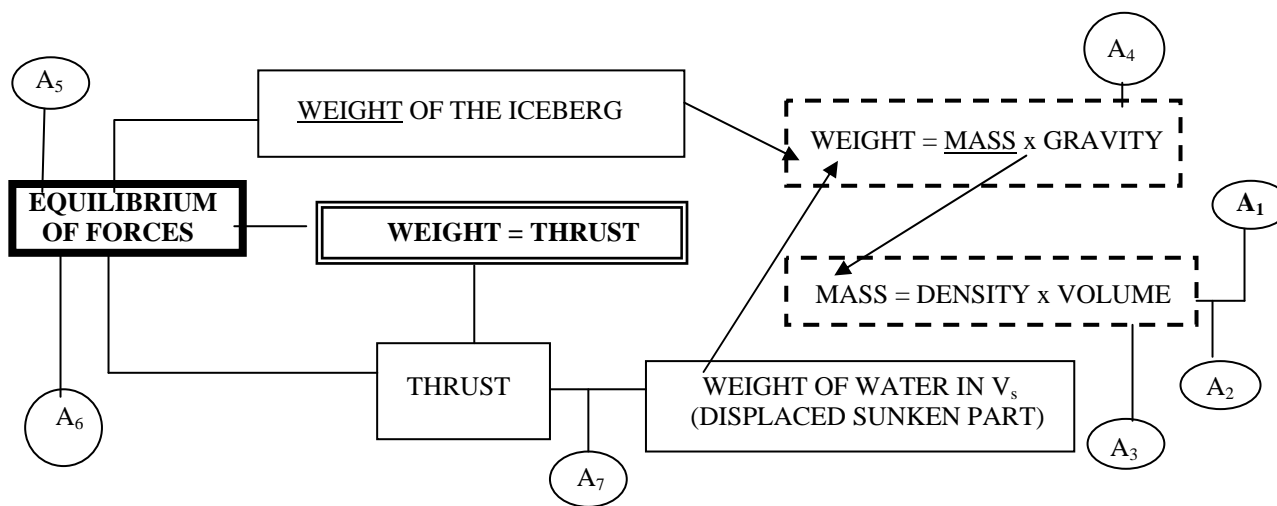 A4
A5
WEIGHT OF THE ICEBERG
WEIGHT = MASS x GRAVITY
EQUILIBRIUM
OF FORCES
WEIGHT = THRUST
A1
MASS = DENSITY x VOLUME
THRUST
WEIGHT OF WATER IN Vs
(DISPLACED SUNKEN PART)
A2
A6
A3
A7